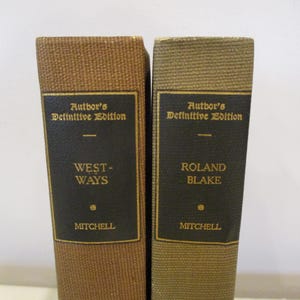 Author's
Definitive Edition
WEST-
WAYS
MITCHELL
Author's
Definitive Edition
ROLAND
BLAKE
MITCHELL